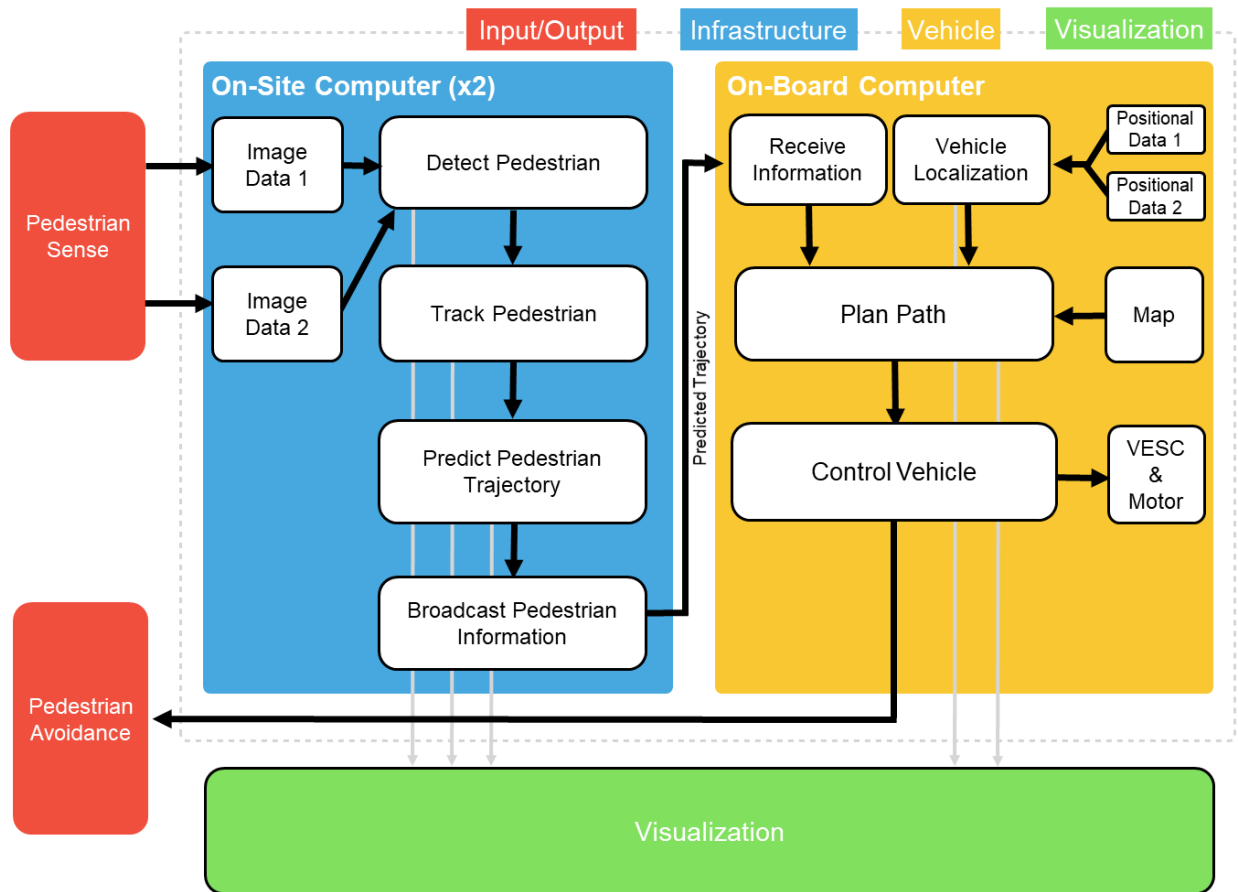 Input/Output
Infrastructure
Vehicle
Visualization
On-Site Computer (x2)
On-Board Computer
Pedestrian
Sense
Image
Data 1
Detect Pedestrian
Image
Data 2
Track Pedestrian
Predict Pedestrian
Trajectory
Broadcast Pedestrian
Information
Predicted Trajectory
Receive
Information
Vehicle
Localization
Positional
Data 1
Positional
Data 2
Plan Path
Map
Control Vehicle
VESC
&
Motor
Pedestrian
Avoidance
Visualization